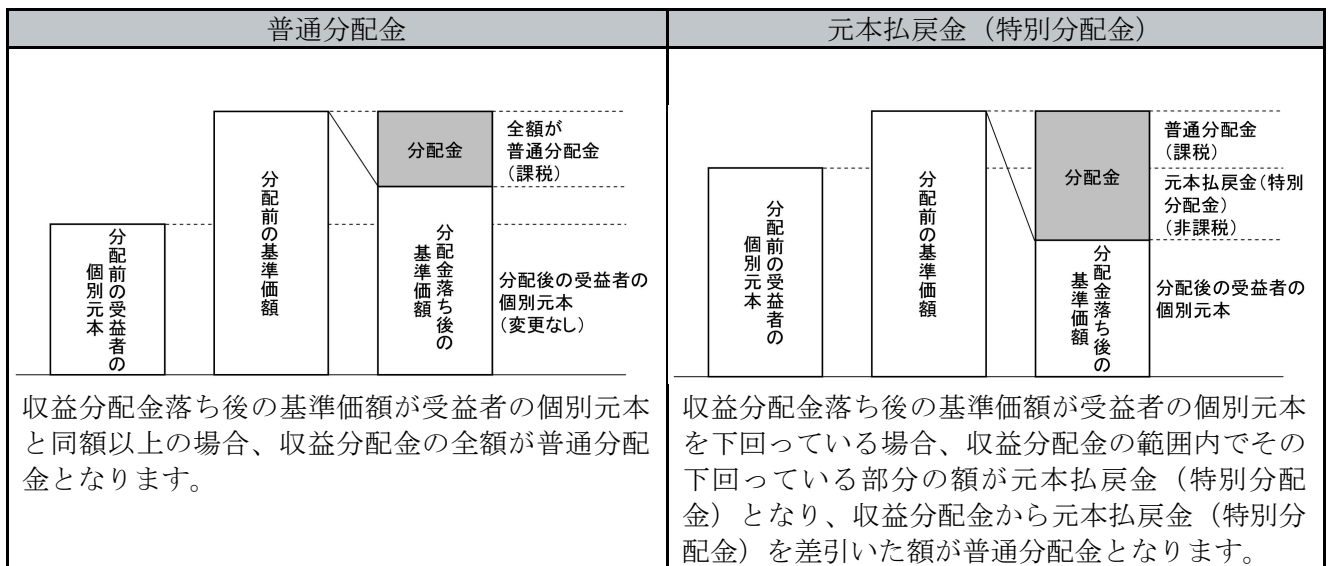 普通分配金
分配前の受益者の
個別元本
分配前の基準価額
分配金
分配金落ち後の
基準価額
全額が
普通分配金
(課税)
分配後の受益者の
個別元本
(変更なし)
収益分配金落ち後の基準価額が受益者の個別元本
と同額以上の場合、収益分配金の全額が普通分配
金となります。
元本払戻金（特別分配金）
分配前の受益者の
個別元本
分配前の基準価額
分配金
分配金落ち後の
基準価額
普通分配金
(課税)
元本払戻金(特別
分配金)
(非課税)
分配後の受益者の
個別元本
収益分配金落ち後の基準価額が受益者の個別元本
を下回っている場合、収益分配金の範囲内でその
下回っている部分の額が元本払戻金（特別分配
金）となり、収益分配金から元本払戻金（特別分
配金）を差引いた額が普通分配金となります。